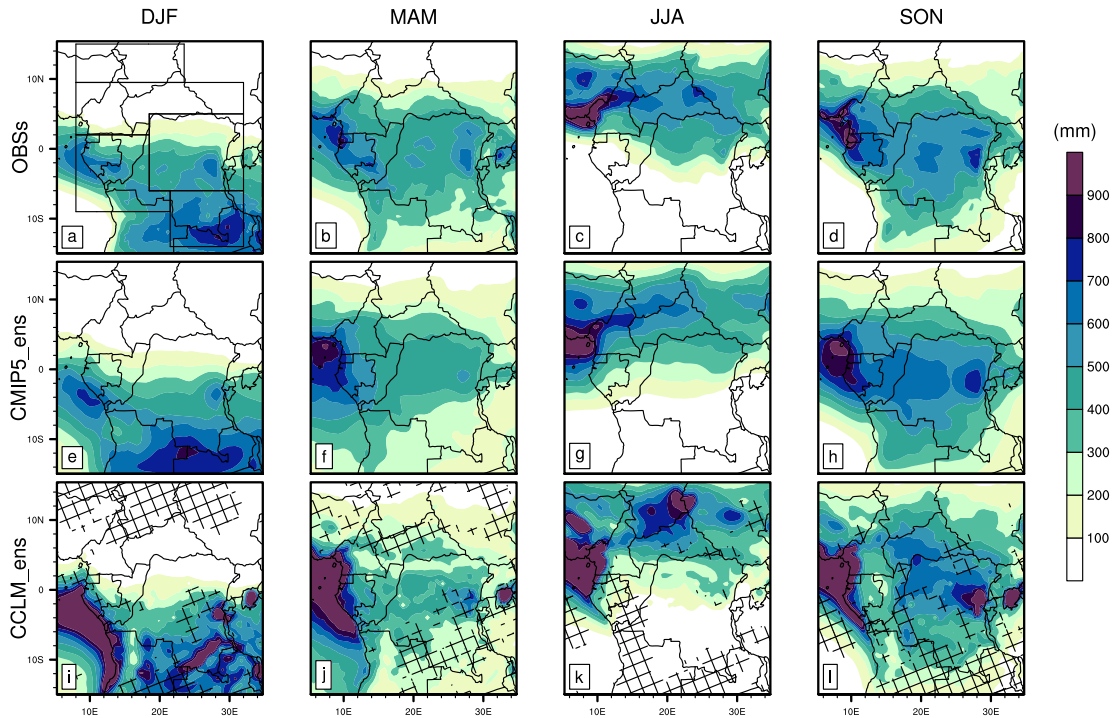 DJF MAM JJA SON
OBSs
10N
0
10S
a b c d
(mm)
900
800
700
600
500
400
300
200
100
CMIP5_ens
10N
0
10S
e f g h
CCLM_ens
10N
0
10S
i j k l
10E 20E 30E 10E 20E 30E 10E 20E 30E 10E 20E 30E